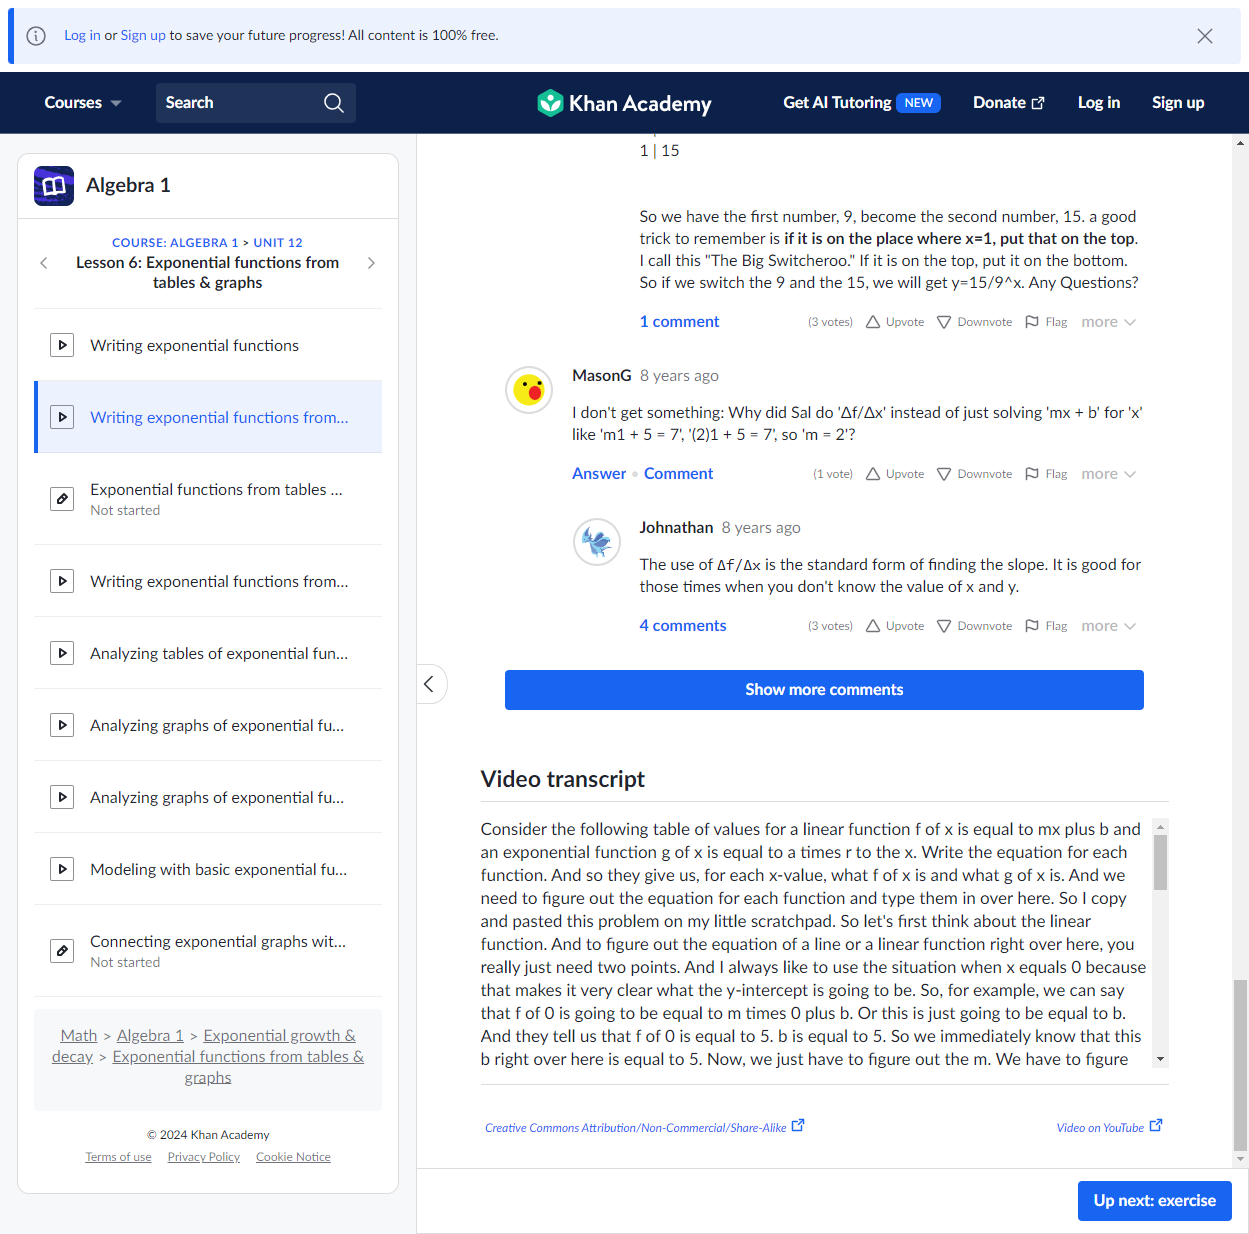 Log in or Sign up to save your future progress! All content is 100% free.
Courses
Search
Khan Academy
Get AI Tutoring NEW
Donate
Log in
Sign up
Algebra 1
COURSE: ALGEBRA 1 > UNIT 12
Lesson 6: Exponential functions from
tables & graphs
Writing exponential functions
Writing exponential functions from...
Exponential functions from tables ...
Not started
Writing exponential functions from...
Analyzing tables of exponential fun...
Analyzing graphs of exponential fu...
Analyzing graphs of exponential fu...
Modeling with basic exponential fu...
Connecting exponential graphs wit...
Not started
Math > Algebra 1 > Exponential growth &
decay > Exponential functions from tables &
graphs
© 2024 Khan Academy
Terms of use Privacy Policy Cookie Notice
1 | 15
So we have the first number, 9, become the second number, 15. a good
trick to remember is if it is on the place where x=1, put that on the top.
I call this "The Big Switcheroo." If it is on the top, put it on the bottom.
So if we switch the 9 and the 15, we will get y=15/9^x. Any Questions?
1 comment (3 votes) Upvote Downvote Flag more
MasonG 8 years ago
I don't get something: Why did Sal do 'Δf/Δx' instead of just solving 'mx + b' for 'x'
like 'm1 + 5 = 7', '(2)1 + 5 = 7', so 'm = 2'?
Answer • Comment (1 vote) Upvote Downvote Flag more
Johnathan 8 years ago
The use of Δf/Δx is the standard form of finding the slope. It is good for
those times when you don't know the value of x and y.
4 comments (3 votes) Upvote Downvote Flag more
Show more comments
Video transcript
Consider the following table of values for a linear function f of x is equal to mx plus b and
an exponential function g of x is equal to a times r to the x. Write the equation for each
function. And so they give us, for each x-value, what f of x is and what g of x is. And we
need to figure out the equation for each function and type them in over here. So I copy
and pasted this problem on my little scratchpad. So let's first think about the linear
function. And to figure out the equation of a line or a linear function right over here, you
really just need two points. And I always like to use the situation when x equals 0 because
that makes it very clear what the y-intercept is going to be. So, for example, we can say
that f of 0 is going to be equal to m times 0 plus b. Or this is just going to be equal to b.
And they tell us that f of 0 is equal to 5. b is equal to 5. So we immediately know that this
b right over here is equal to 5. Now, we just have to figure out the m. We have to figure
Creative Commons Attribution/Non-Commercial/Share-Alike
Video on YouTube
Up next: exercise